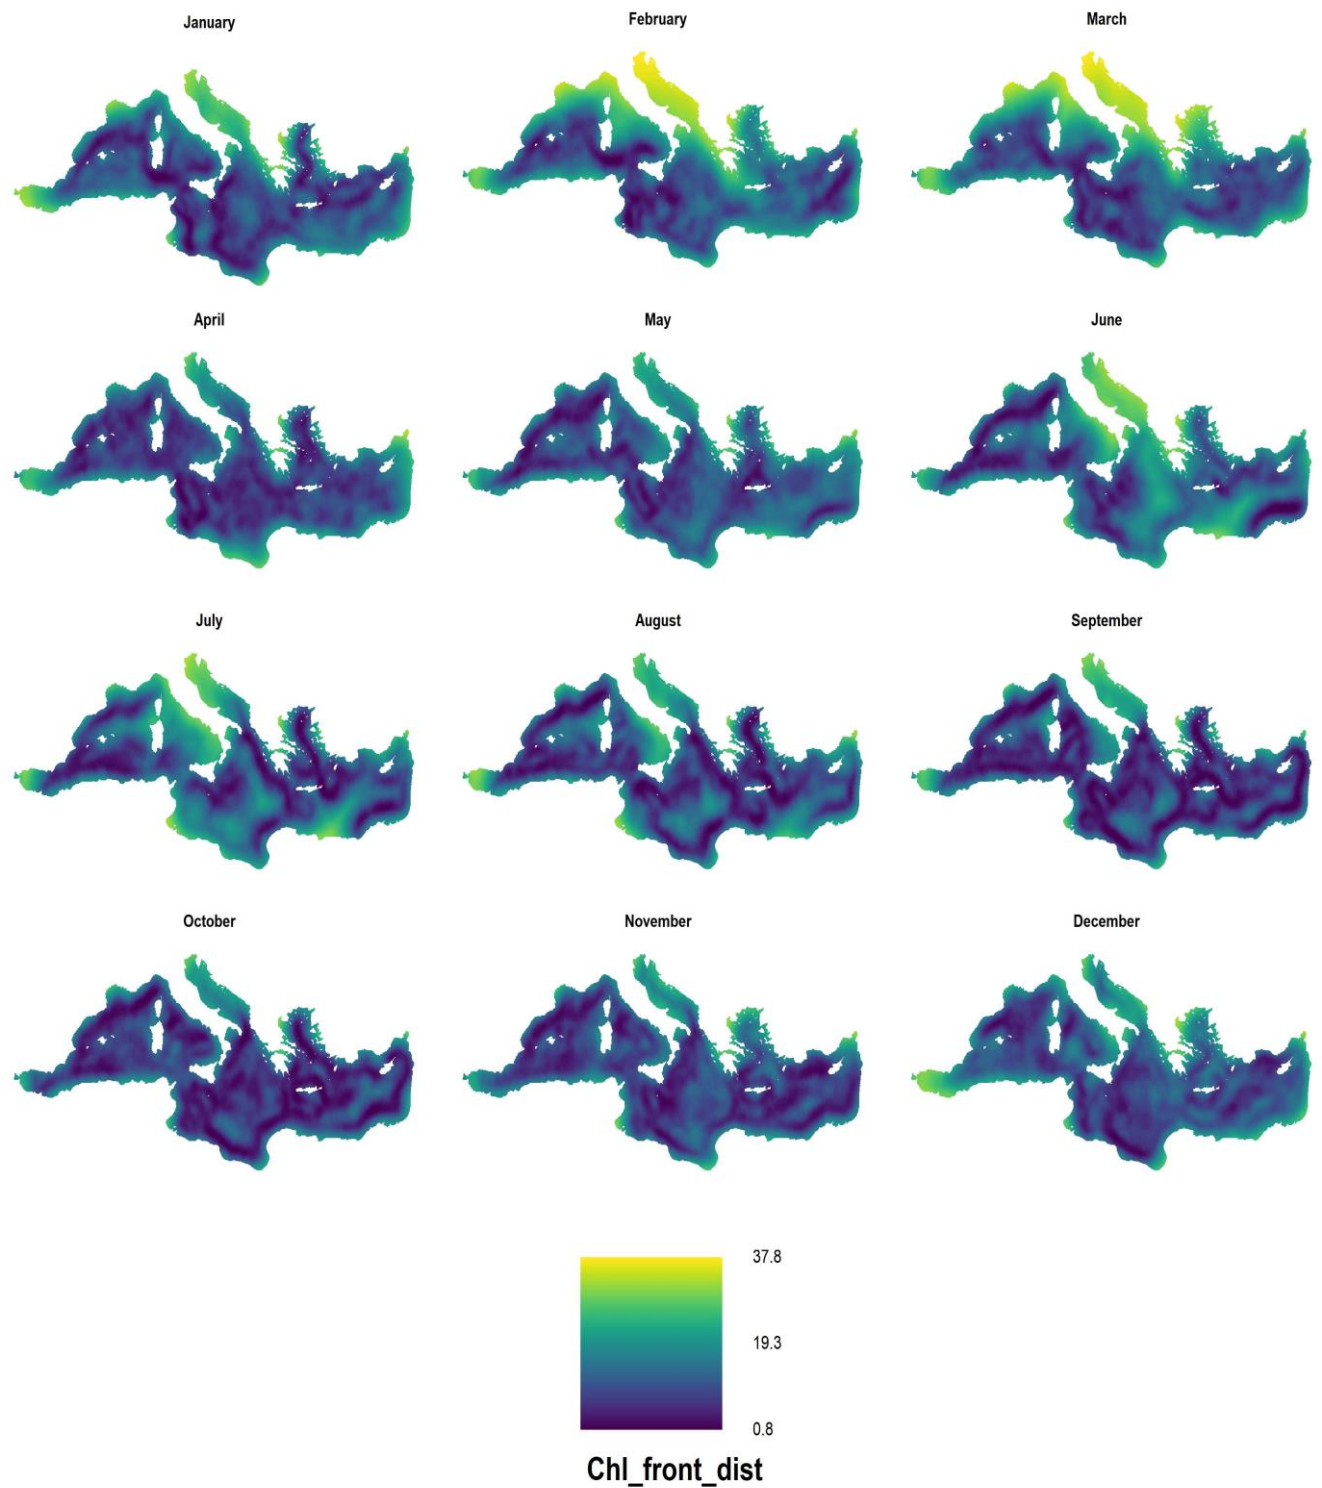 January
February
March
April
May
June
July
August
September
October
November
December
37.8
19.3
0.8
Chl_front_dist